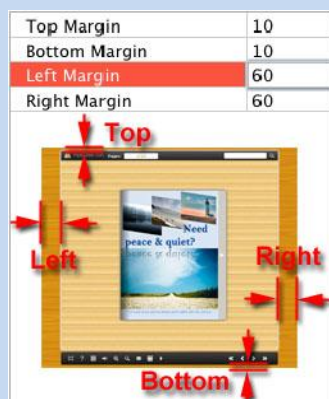 Top Margin 10
Bottom Margin 10
Left Margin 60
Right Margin 60
Top
Pages:
Left
Need
peace & quiet?
Right
Bottom